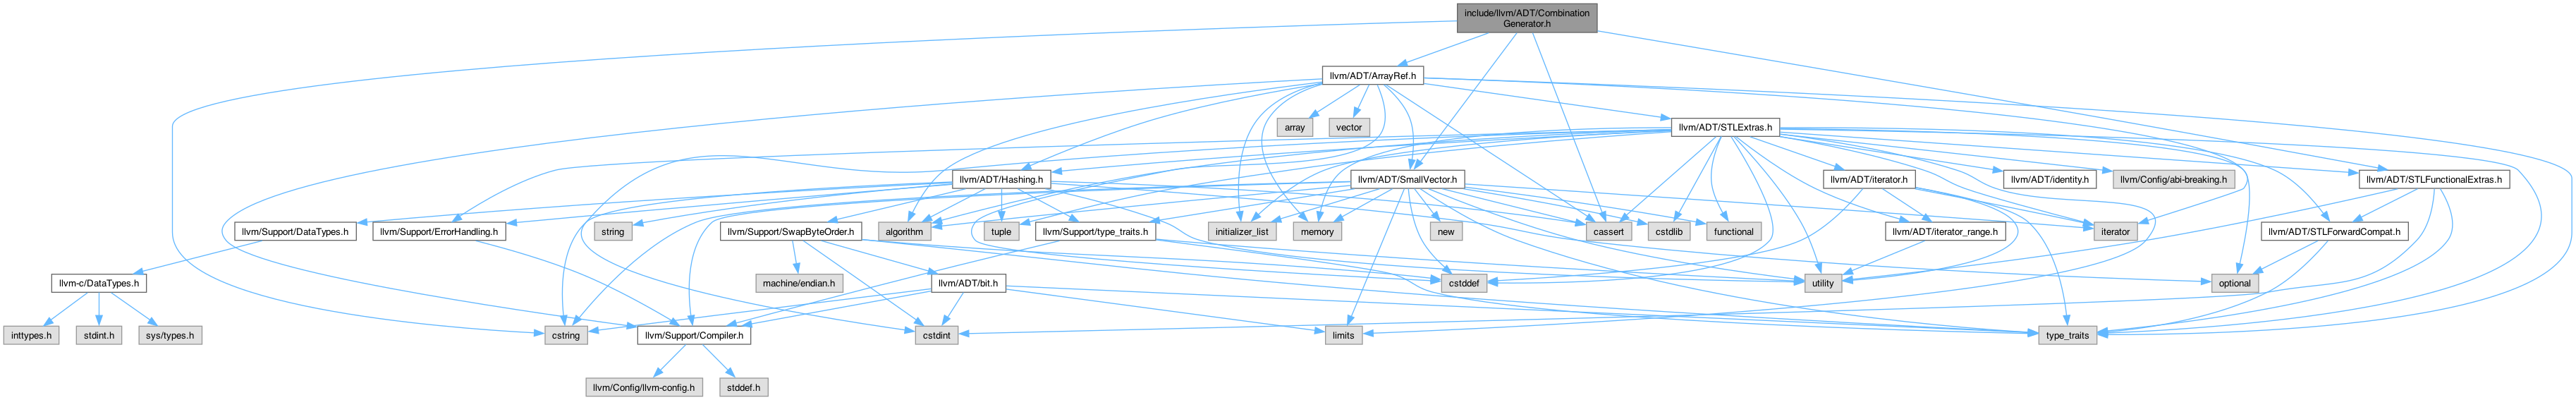 include/llvm/ADT/Combination
Generator.h
llvm/ADT/ArrayRef.h
array
vector
llvm/ADT/STLExtras.h
llvm/ADT/Hashing.h
llvm/ADT/SmallVector.h
llvm/ADT/iterator.h
llvm/ADT/identity.h
llvm/Config/abi-breaking.h
llvm/ADT/STLFunctionalExtras.h
llvm/Support/DataTypes.h
llvm/Support/ErrorHandling.h
string
llvm/Support/SwapByteOrder.h
algorithm
tuple
llvm/Support/type_traits.h
initializer_list
memory
new
cassert
cstdlib
functional
llvm/ADT/iterator_range.h
iterator
llvm/ADT/STLForwardCompat.h
llvm-c/DataTypes.h
machine/endian.h
llvm/ADT/bit.h
cstddef
utility
optional
inttypes.h
stdint.h
sys/types.h
cstring
llvm/Support/Compiler.h
cstdint
limits
type_traits
llvm/Config/llvm-config.h
stddef.h